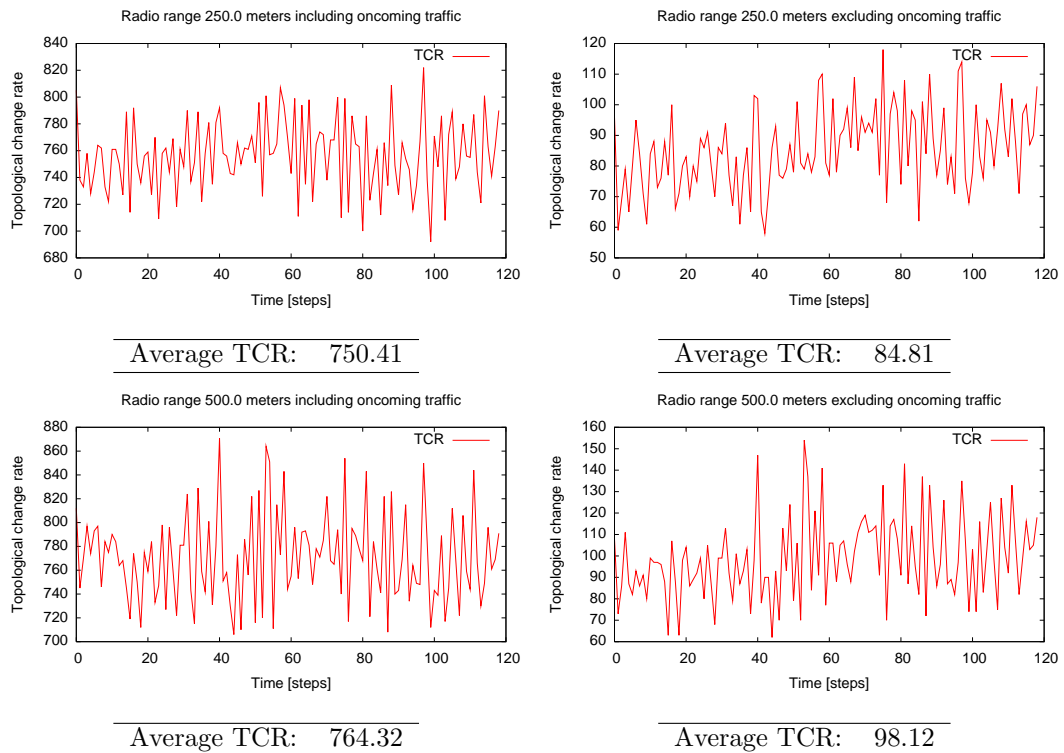 Radio range 250.0 meters including oncoming traffic
840
820
800
780
760
740
720
700
680
0 20 40 60 80 100 120
Topological change rate
Time [steps]
TCR
Average TCR: 750.41
Radio range 250.0 meters excluding oncoming traffic
120
110
100
90
80
70
60
50
0 20 40 60 80 100 120
Topological change rate
Time [steps]
TCR
Average TCR: 84.81
Radio range 500.0 meters including oncoming traffic
880
860
840
820
800
780
760
740
720
700
0 20 40 60 80 100 120
Topological change rate
Time [steps]
TCR
Average TCR: 764.32
Radio range 500.0 meters excluding oncoming traffic
160
150
140
130
120
110
100
90
80
70
60
0 20 40 60 80 100 120
Topological change rate
Time [steps]
TCR
Average TCR: 98.12